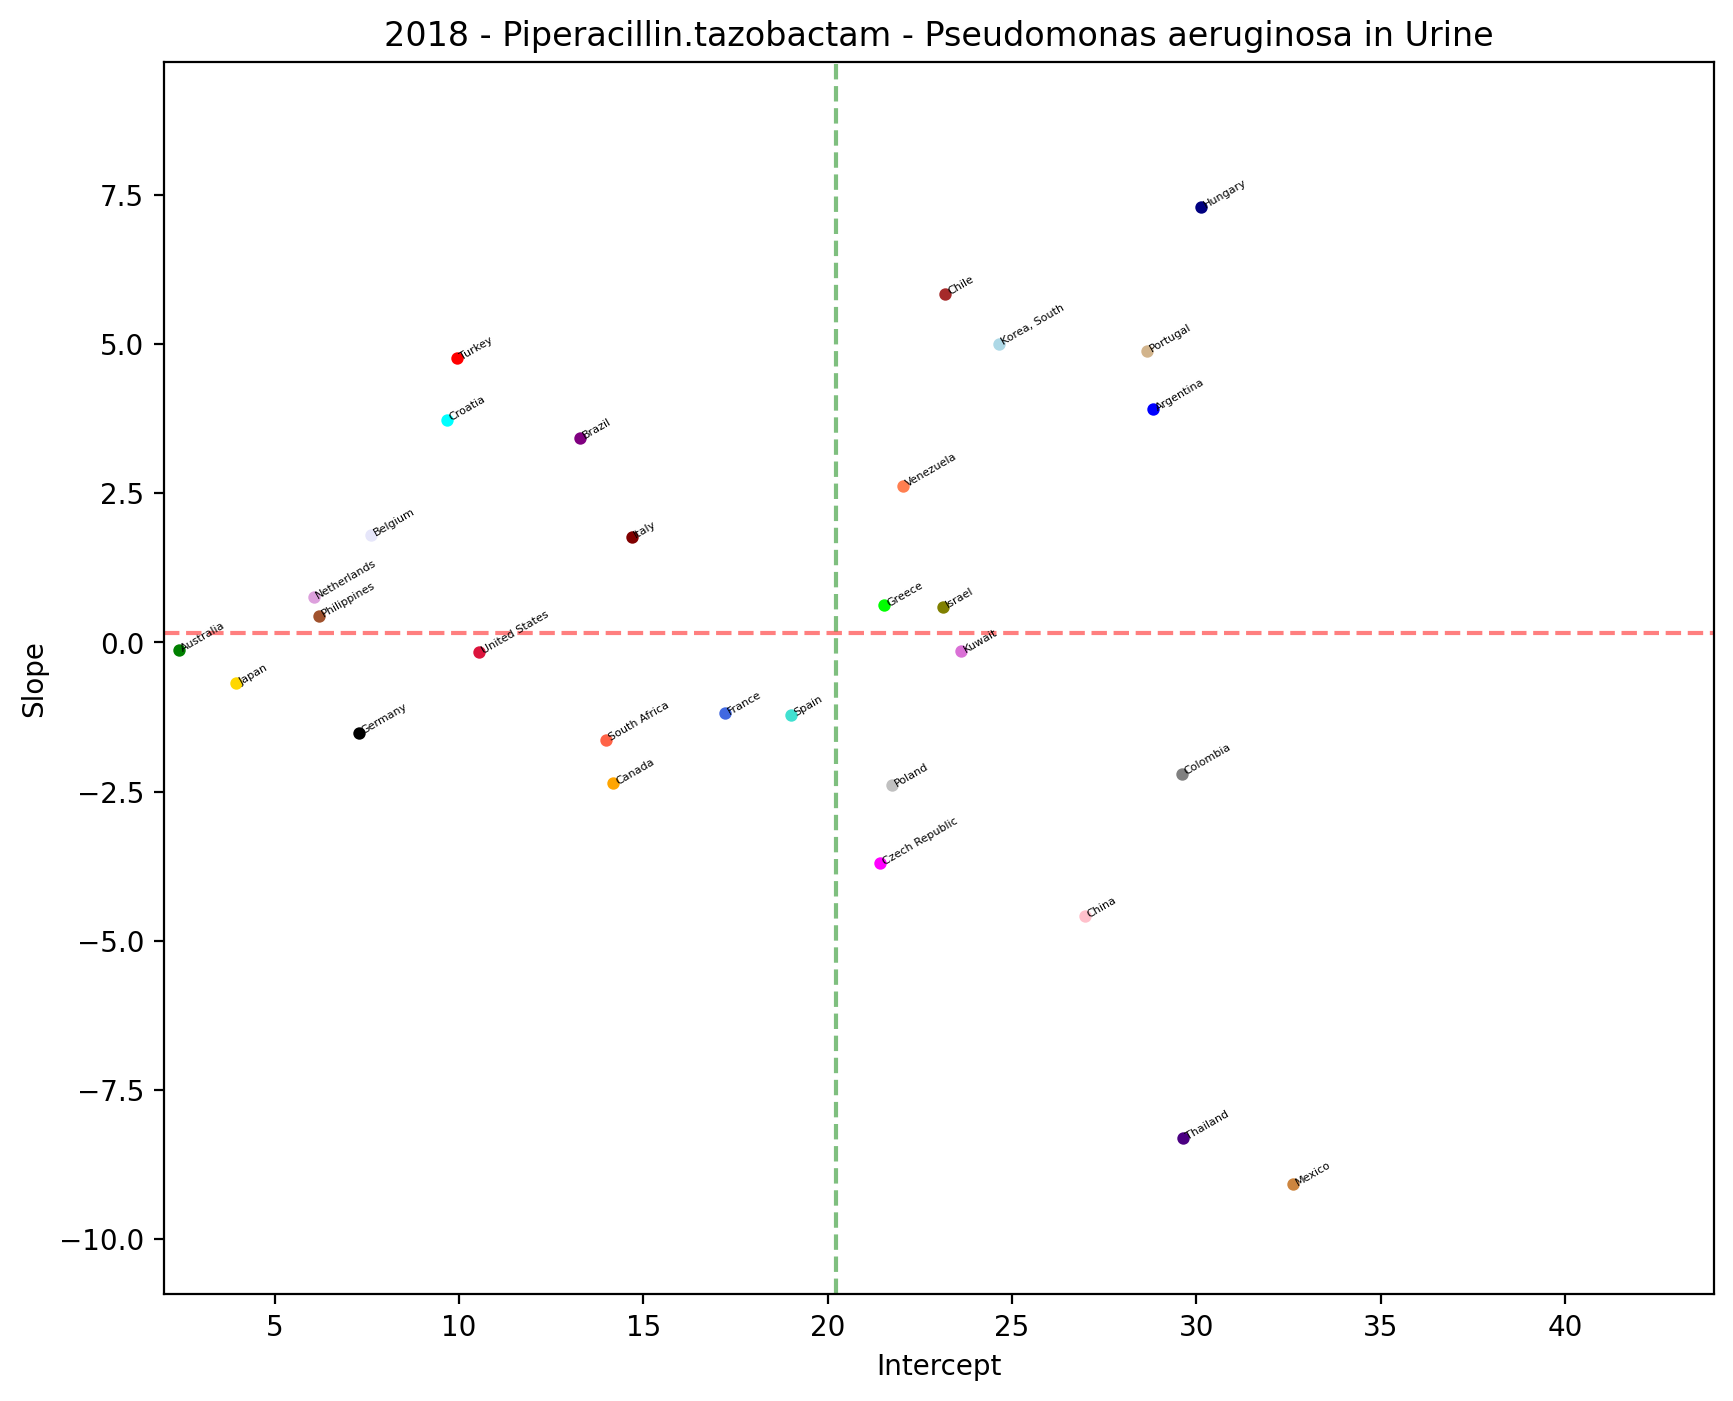 2018 - Piperacillin.tazobactam - Pseudomonas aeruginosa in Urine
Slope
7.5
5.0
2.5
0.0
−2.5
−5.0
−7.5
−10.0
Hungary
Chile
Korea, South
Portugal
Turkey
Argentina
Croatia
Brazil
Venezuela
Belgium
Italy
Netherlands
Philippines
Greece
Israel
Australia
United States
Kuwait
Japan
Germany
South Africa
France
Spain
Canada
Poland
Colombia
Czech Republic
China
Thailand
Mexico
5
10
15
20
25
30
35
40
Intercept